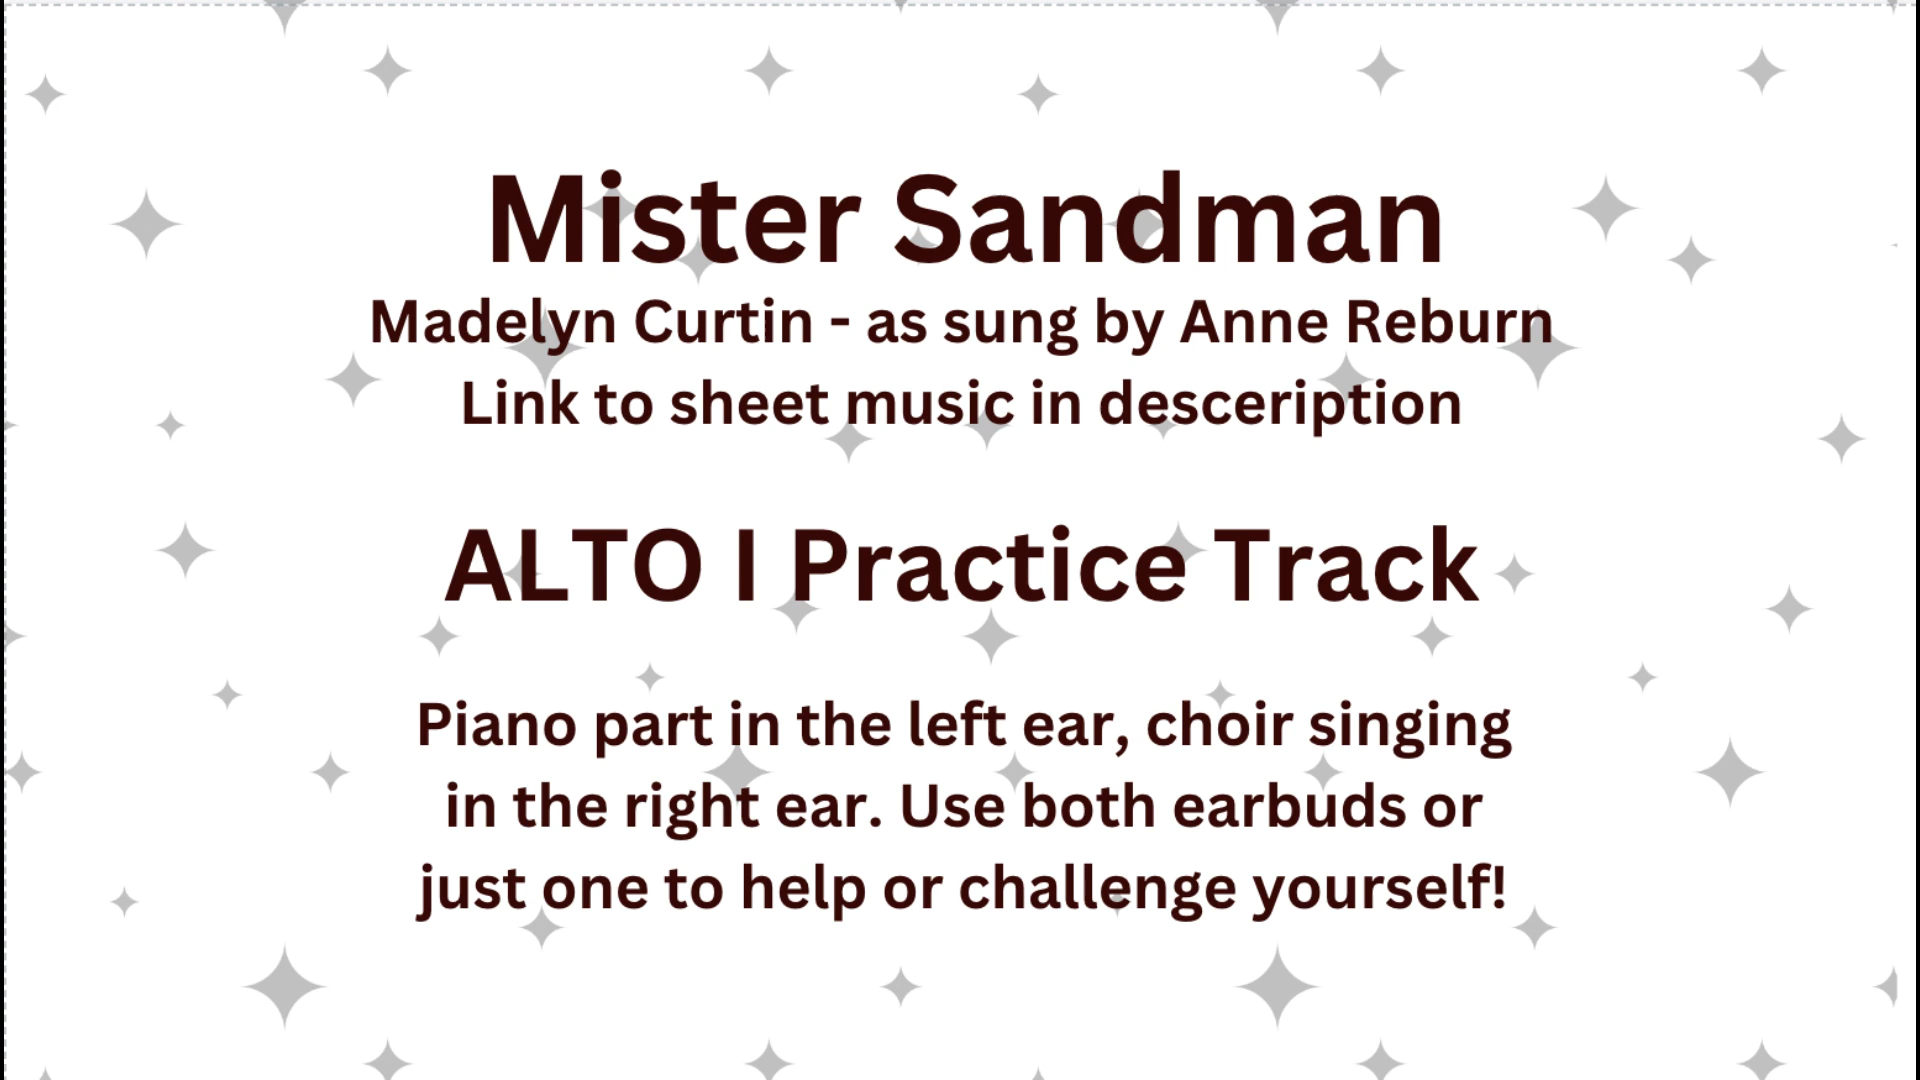 Mister Sandman
Madelyn Curtin - as sung by Anne Reburn
Link to sheet music in desceription
ALTO I Practice Track
Piano part in the left ear, choir singing
in the right ear. Use both earbuds or
just one to help or challenge yourself!